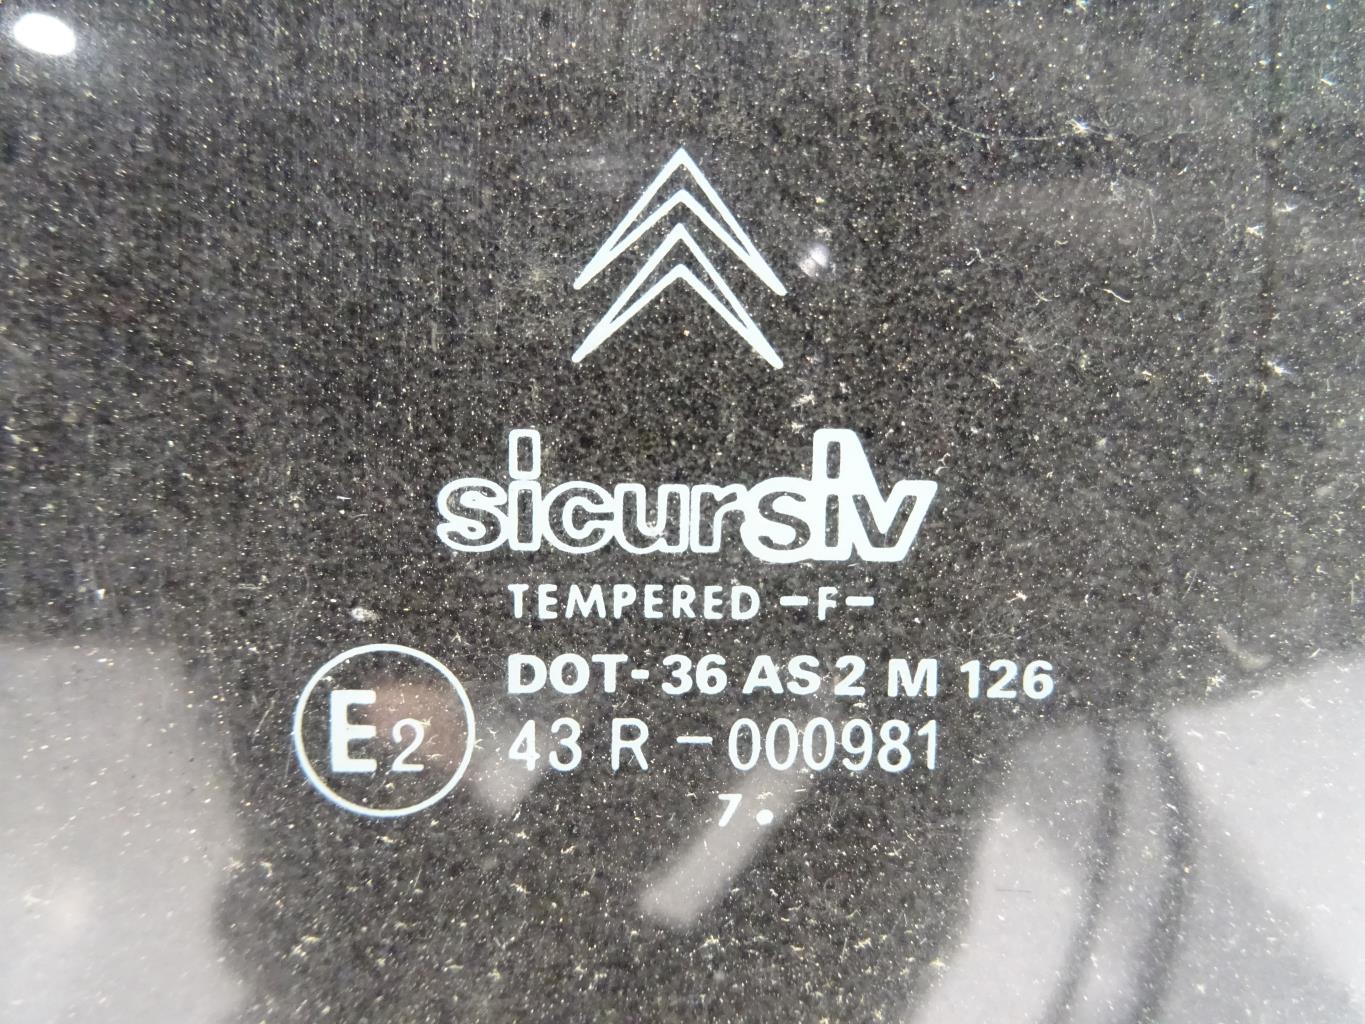 sicursiv
TEMPERED -F-
DOT-36 AS 2 M 126
E2
43 R -000981
7 •